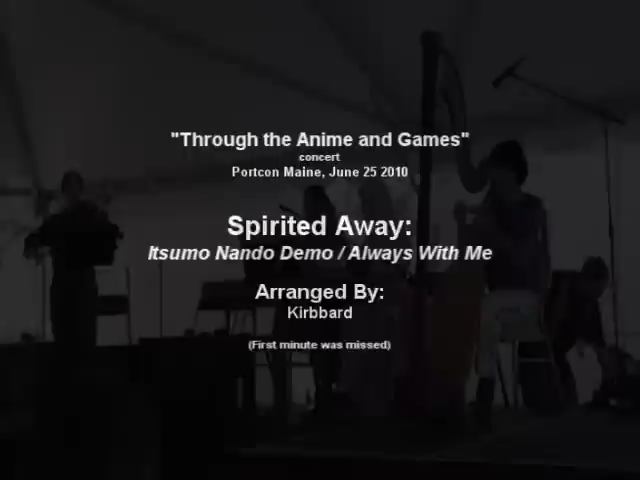 "Through the Anime and Games"
concert
Portcon Maine, June 25 2010
Spirited Away:
Itsumo Nando Demo / Always With Me
Arranged By:
Kirbbard
(First minute was missed)